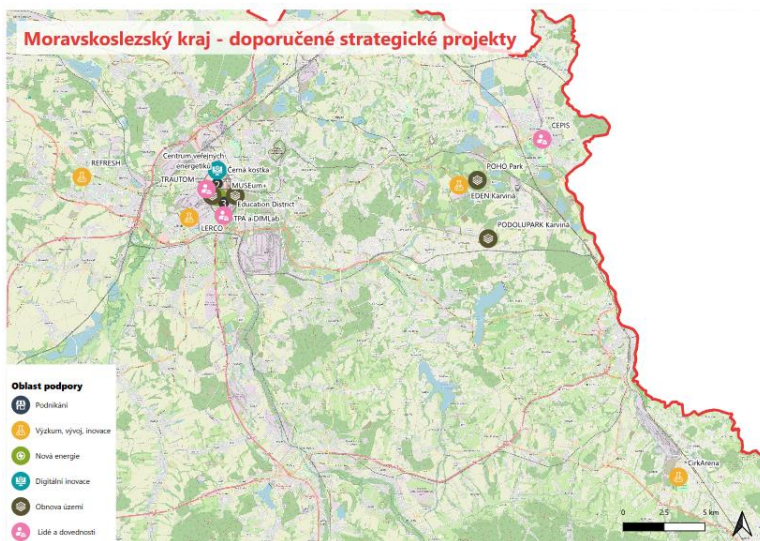 Moravskoslezský kraj - doporučené strategické projekty
CEPIS
REFRESH
Centrum veřejných
energetiků
Černá kostka
POHO Park
TRAUTOM
2
MUSEum+
EDEN Karviná
Education District
3
TPA a DIMLab
PODOLUPARK Karviná
LERCO
Oblast podpory
Podnikání
Výzkum, vývoj, inovace
Nová energie
Digitální inovace
Obnova území
Lidé a dovednosti
CirkArena
0 2,5 5 km